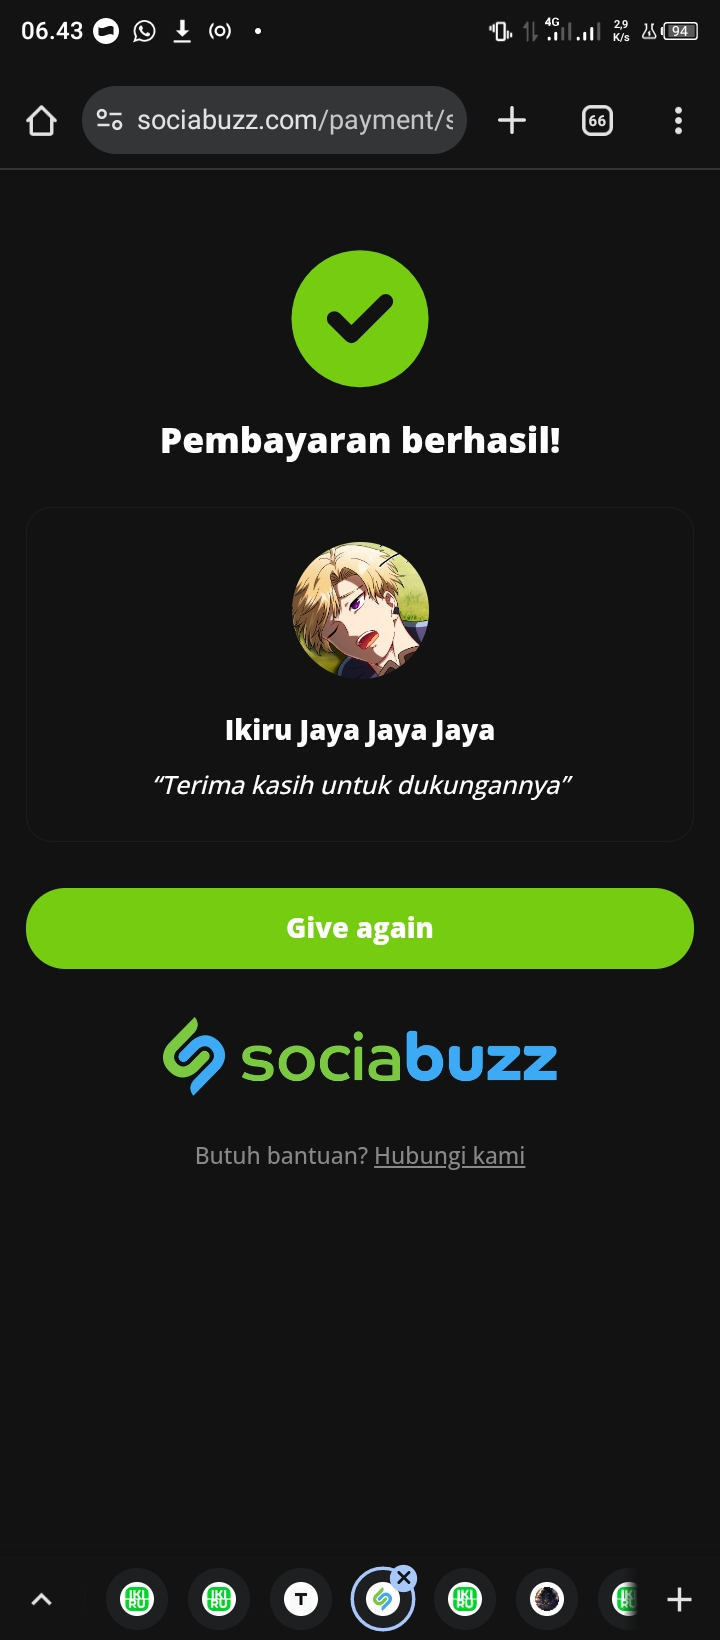 06.43
4G
2,9
K/s
94
sociabuzz.com/payment/s
66
Pembayaran berhasil!
Ikiru Jaya Jaya Jaya
“Terima kasih untuk dukungannya”
Give again
sociabuzz
Butuh bantuan? Hubungi kami
IKI
RU
IKI
RU
T
IKI
RU
IKI
RU